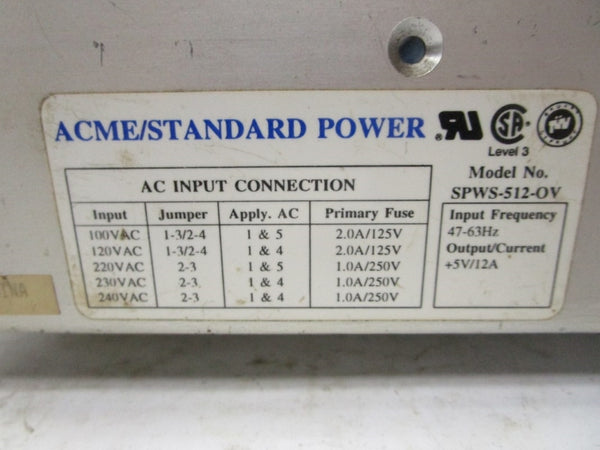 ACME/STANDARD POWER
Level 3
Model No.
SPWS-512-OV
AC INPUT CONNECTION
Input Jumper Apply. AC Primary Fuse
100VAC 1-3/2-4 1 & 5 2.0A/125V
120VAC 1-3/2-4 1 & 4 2.0A/125V
220VAC 2-3 1 & 5 1.0A/250V
230VAC 2-3 1 & 4 1.0A/250V
240VAC 2-3 1 & 4 1.0A/250V
Input Frequency
47-63Hz
Output/Current
+5V/12A